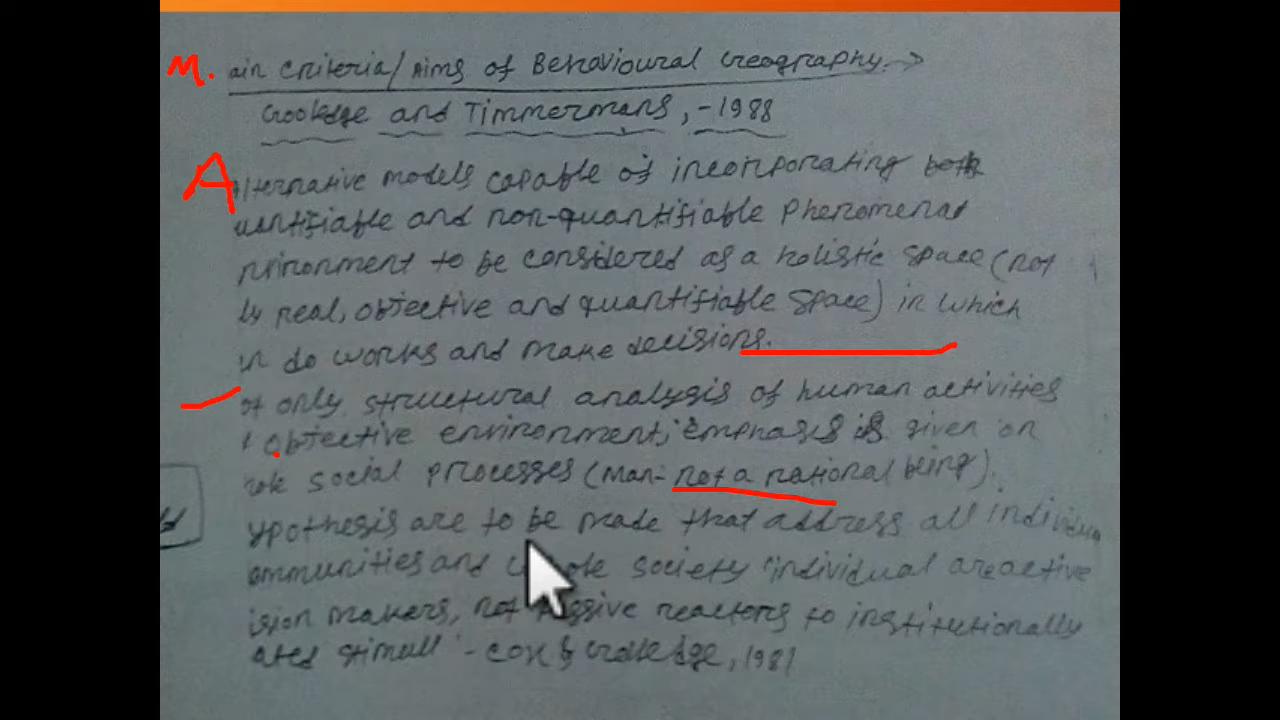 M. ain criteria/Aims of Behavioural Geography →
Gooledge and Timmermans, -1988
Alternative models capable of incorporating both
uantifiable and non-quantifiable Phenomena
nvironment to be considered as a holistic space (not
ly real, objective and quantifiable space) in which
n do works and make decisions.
ot only structural analysis of human activities
objective environment, emphasis is given on
hole social processes (Man- not a rational being).
ypothesis are to be made that address all individua
ommunities and whole society "individual are active
ision makers, not passive reactors to institutionally
ated stimuli" - Cox & Golledge, 1981